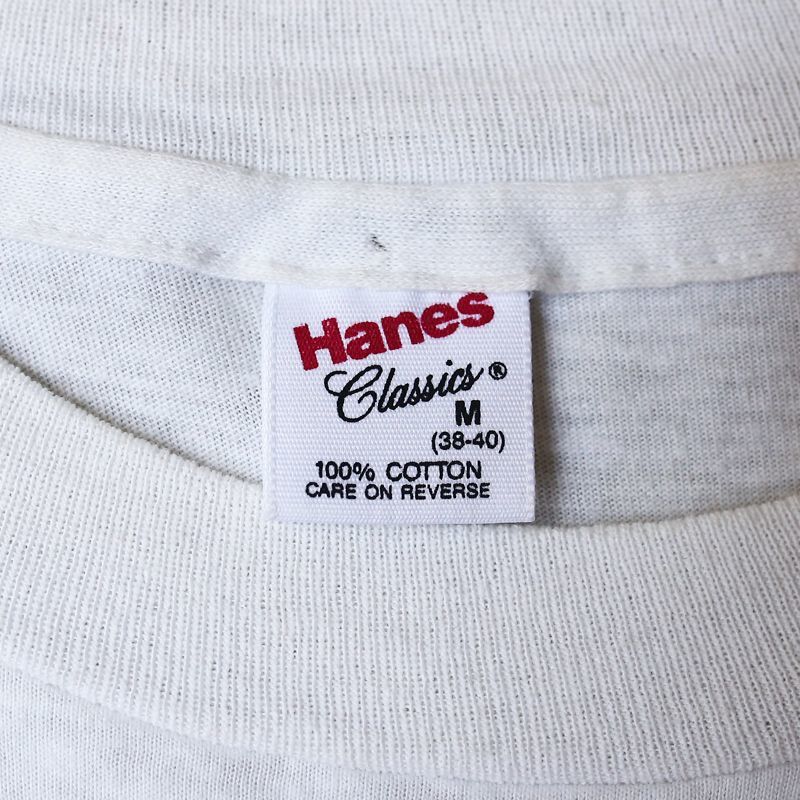 Hanes
Classics®
M
(38-40)
100% COTTON
CARE ON REVERSE